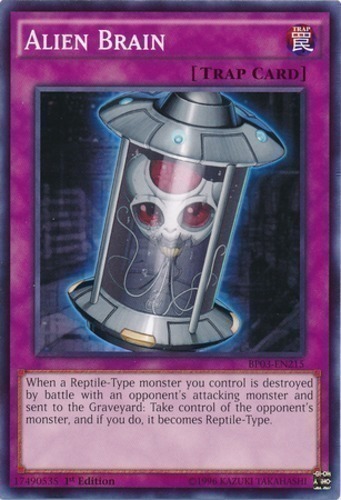 ALIEN BRAIN
TRAP
罠
[TRAP CARD]
BP03-EN215
When a Reptile-Type monster you control is destroyed
by battle with an opponent's attacking monster and
sent to the Graveyard: Take control of the opponent's
monster, and if you do, it becomes Reptile-Type.
17490535 1st Edition ©1996 KAZUKI TAKAHASHI